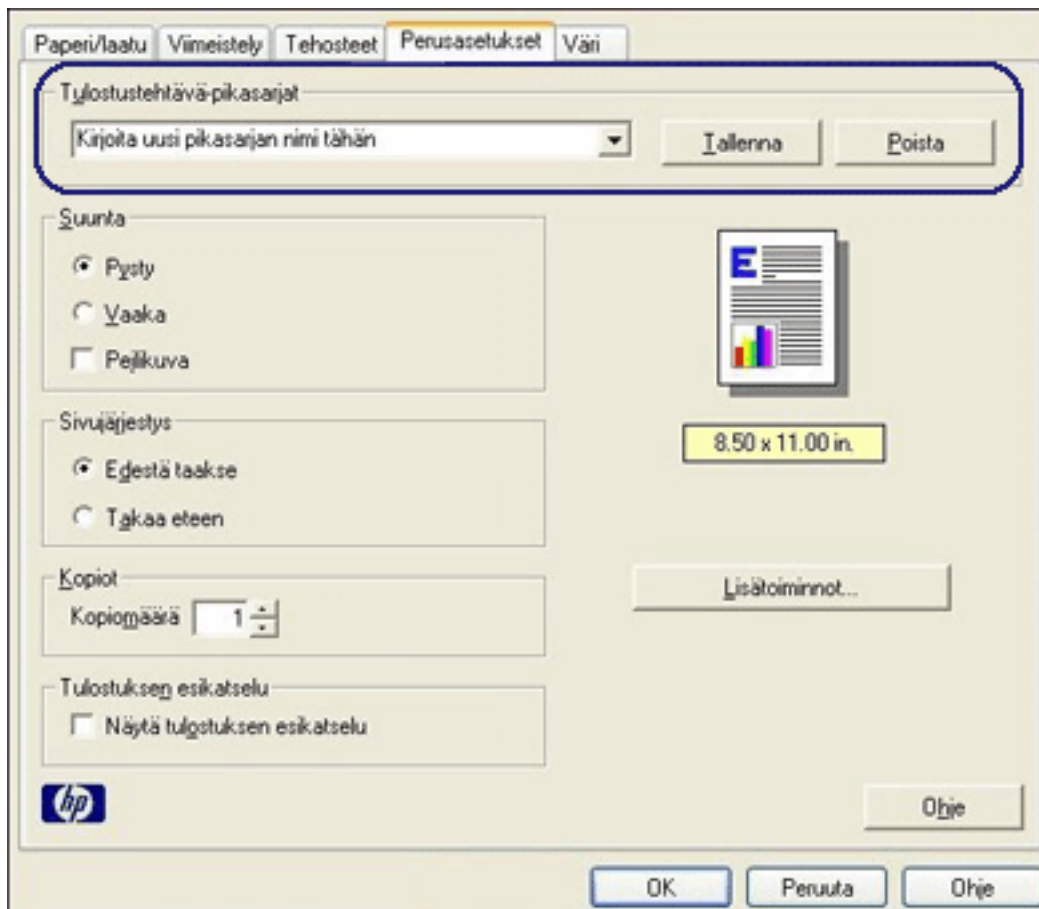 Paperi/laatu Viimeistely Tehosteet Perusasetukset Väri
Tulostustehtävä-pikasarjat
Kirjoita uusi pikasarjan nimi tähän Tallenna Poista
Suunta
Pysty
Vaaka
Peilikuva
E
Sivujärjestys
Edestä taakse
Takaa eteen
8.50 x 11.00 in.
Kopiot
Kopiomäärä 1
Lisätoiminnot...
Tulostuksen esikatselu
Näytä tulostuksen esikatselu
hp
Ohje
OK Peruuta Ohje